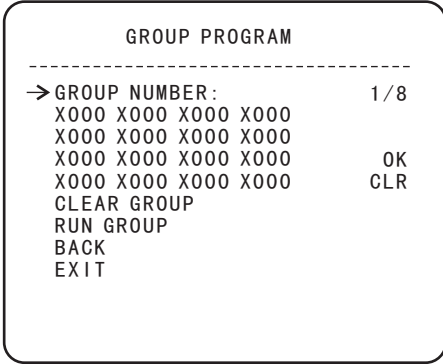 GROUP PROGRAM
GROUP NUMBER: 1/8
X000 X000 X000 X000
X000 X000 X000 X000
X000 X000 X000 X000 OK
X000 X000 X000 X000 CLR
CLEAR GROUP
RUN GROUP
BACK
EXIT